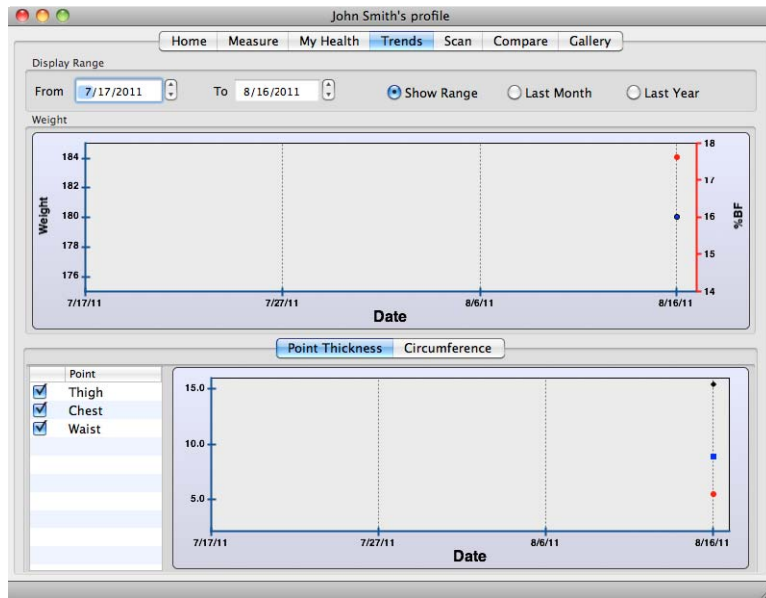 John Smith's profile
Home Measure My Health Trends Scan Compare Gallery
Display Range
From 7/17/2011 To 8/16/2011 Show Range Last Month Last Year
Weight
184
182
180
178
176
Weight
18
17
16
15
14
%BF
7/17/11 7/27/11 8/6/11 8/16/11
Date
Point Thickness Circumference
Point
Thigh
Chest
Waist
15.0
10.0
5.0
7/17/11 7/27/11 8/6/11 8/16/11
Date